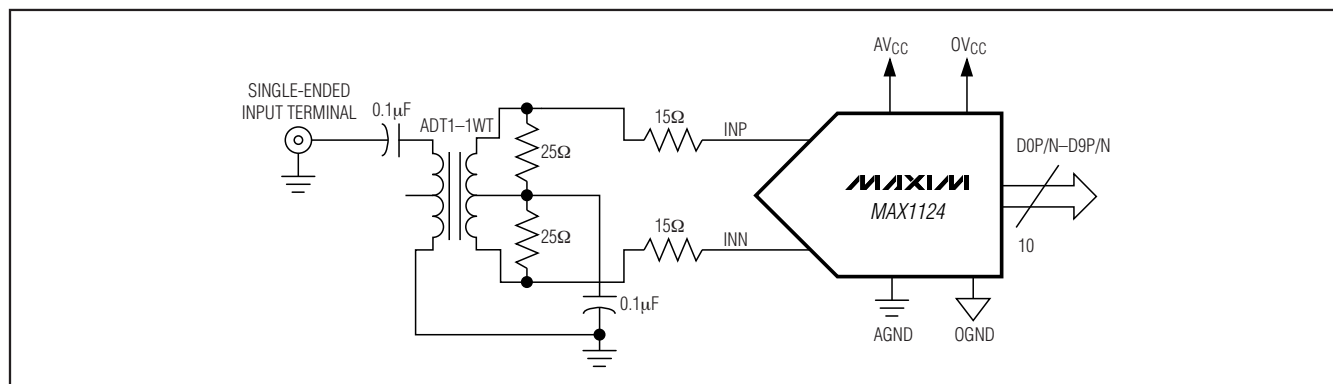 SINGLE-ENDED
INPUT TERMINAL
0.1μF
ADT1–1WT
25Ω
25Ω
0.1μF
15Ω
15Ω
INP
INN
AVCC
OVCC
MAXIM
MAX1124
D0P/N–D9P/N
10
AGND
OGND